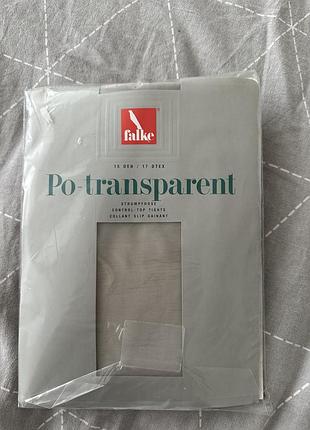 falke
15 DEN / 17 DTEX
Po-transparent
STRUMPFHOSE
CONTROL-TOP TIGHTS
COLLANT SLIP GAINANT